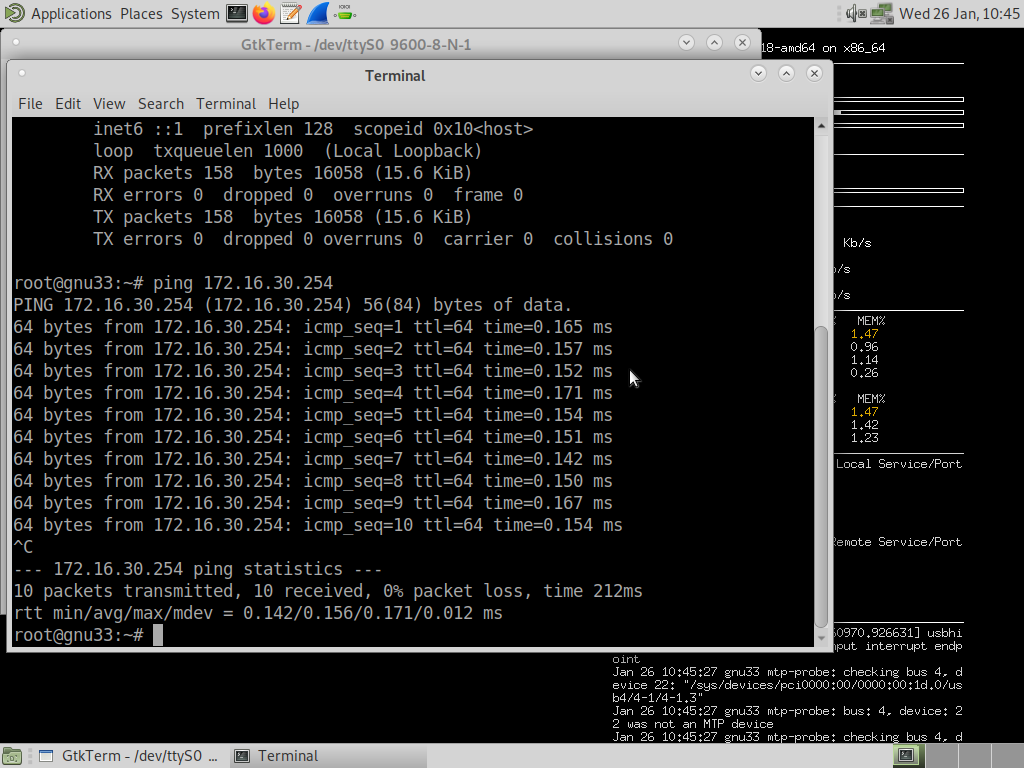 Applications Places System Wed 26 Jan, 10:45
GtkTerm - /dev/ttyS0 9600-8-N-1
18-amd64 on x86_64
Terminal
File Edit View Search Terminal Help
inet6 ::1 prefixlen 128 scopeid 0x10<host>
loop txqueuelen 1000 (Local Loopback)
RX packets 158 bytes 16058 (15.6 KiB)
RX errors 0 dropped 0 overruns 0 frame 0
TX packets 158 bytes 16058 (15.6 KiB)
TX errors 0 dropped 0 overruns 0 carrier 0 collisions 0
root@gnu33:~# ping 172.16.30.254
PING 172.16.30.254 (172.16.30.254) 56(84) bytes of data.
64 bytes from 172.16.30.254: icmp_seq=1 ttl=64 time=0.165 ms
64 bytes from 172.16.30.254: icmp_seq=2 ttl=64 time=0.157 ms
64 bytes from 172.16.30.254: icmp_seq=3 ttl=64 time=0.152 ms
64 bytes from 172.16.30.254: icmp_seq=4 ttl=64 time=0.171 ms
64 bytes from 172.16.30.254: icmp_seq=5 ttl=64 time=0.154 ms
64 bytes from 172.16.30.254: icmp_seq=6 ttl=64 time=0.151 ms
64 bytes from 172.16.30.254: icmp_seq=7 ttl=64 time=0.142 ms
64 bytes from 172.16.30.254: icmp_seq=8 ttl=64 time=0.150 ms
64 bytes from 172.16.30.254: icmp_seq=9 ttl=64 time=0.167 ms
64 bytes from 172.16.30.254: icmp_seq=10 ttl=64 time=0.154 ms
^C
--- 172.16.30.254 ping statistics ---
10 packets transmitted, 10 received, 0% packet loss, time 212ms
rtt min/avg/max/mdev = 0.142/0.156/0.171/0.012 ms
root@gnu33:~#
Kb/s
/s
/s
MEM%
1.47
0.96
1.14
0.26
MEM%
1.47
1.42
1.23
Local Service/Port
Remote Service/Port
60970.926631] usbhi
nput interrupt endp
oint
Jan 26 10:45:27 gnu33 mtp-probe: checking bus 4, d
evice 22: "/sys/devices/pci0000:00/0000:00:1d.0/us
b4/4-1/4-1.3"
Jan 26 10:45:27 gnu33 mtp-probe: bus: 4, device: 2
2 was not an MTP device
Jan 26 10:45:27 gnu33 mtp-probe: checking bus 4, d
GtkTerm - /dev/ttyS0 ... Terminal